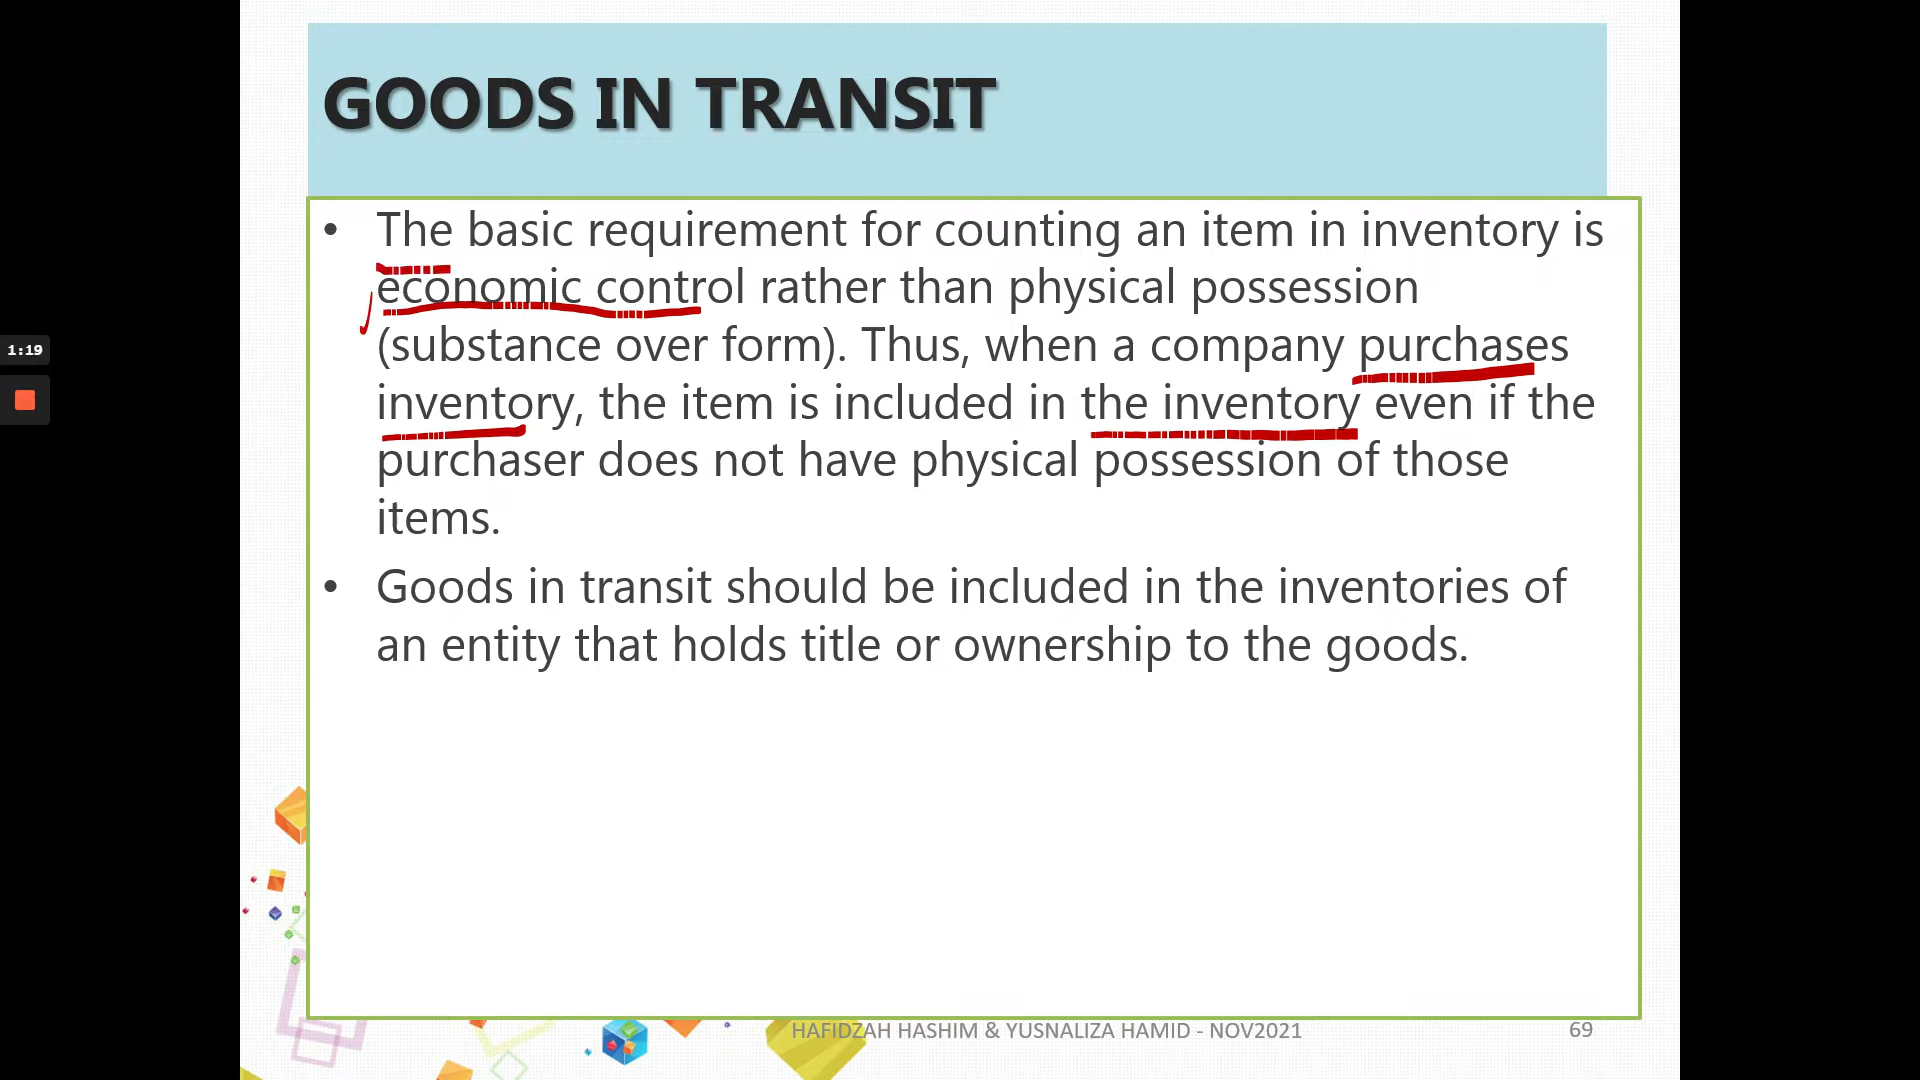 GOODS IN TRANSIT
• The basic requirement for counting an item in inventory is
economic control rather than physical possession
(substance over form). Thus, when a company purchases
inventory, the item is included in the inventory even if the
purchaser does not have physical possession of those
items.
• Goods in transit should be included in the inventories of
an entity that holds title or ownership to the goods.
1:19
HAFIDZAH HASHIM & YUSNALIZA HAMID - NOV2021
69